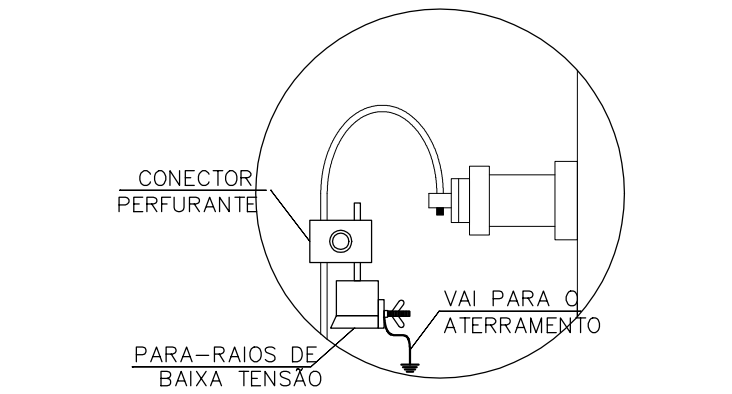 CONECTOR
PERFURANTE
VAI PARA O
ATERRAMENTO
PARA-RAIOS DE
BAIXA TENSÃO